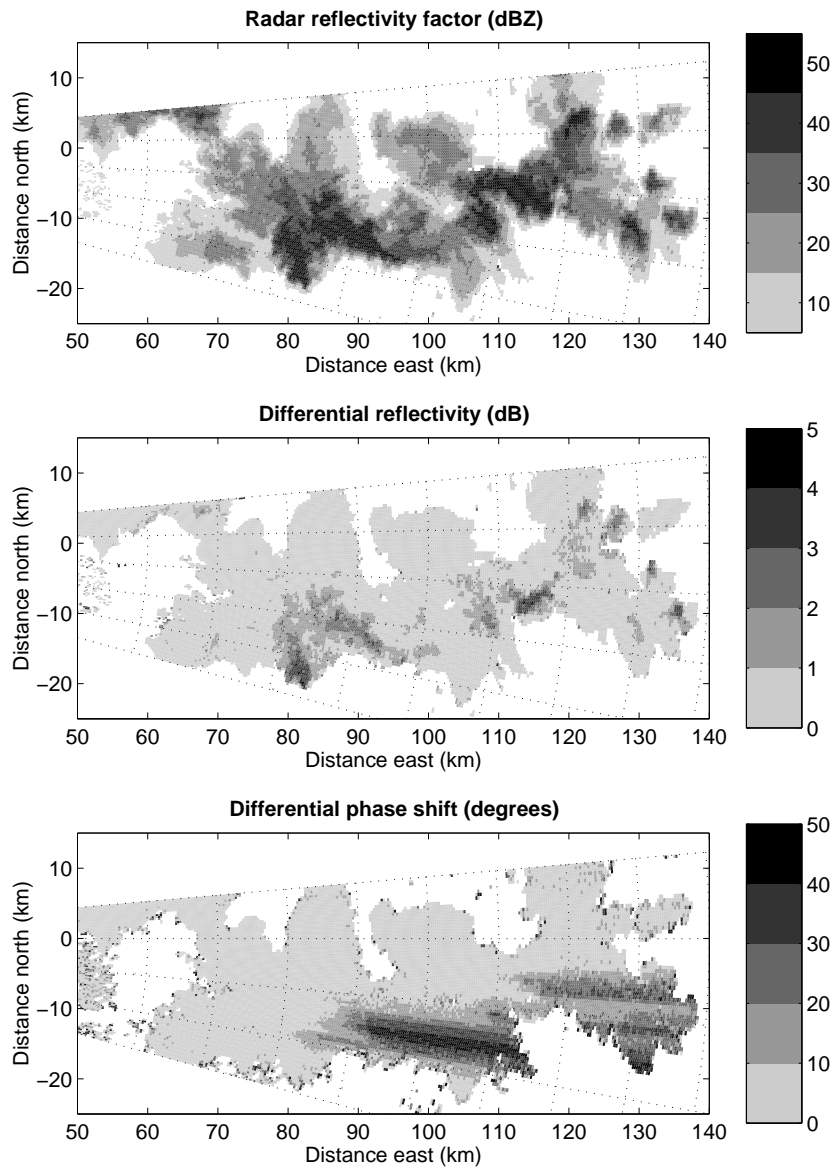 Radar reflectivity factor (dBZ)
Distance north (km)
10
0
−10
−20
50 60 70 80 90 100 110 120 130 140
Distance east (km)
50
40
30
20
10
Differential reflectivity (dB)
Distance north (km)
10
0
−10
−20
50 60 70 80 90 100 110 120 130 140
Distance east (km)
5
4
3
2
1
0
Differential phase shift (degrees)
Distance north (km)
10
0
−10
−20
50 60 70 80 90 100 110 120 130 140
Distance east (km)
50
40
30
20
10
0